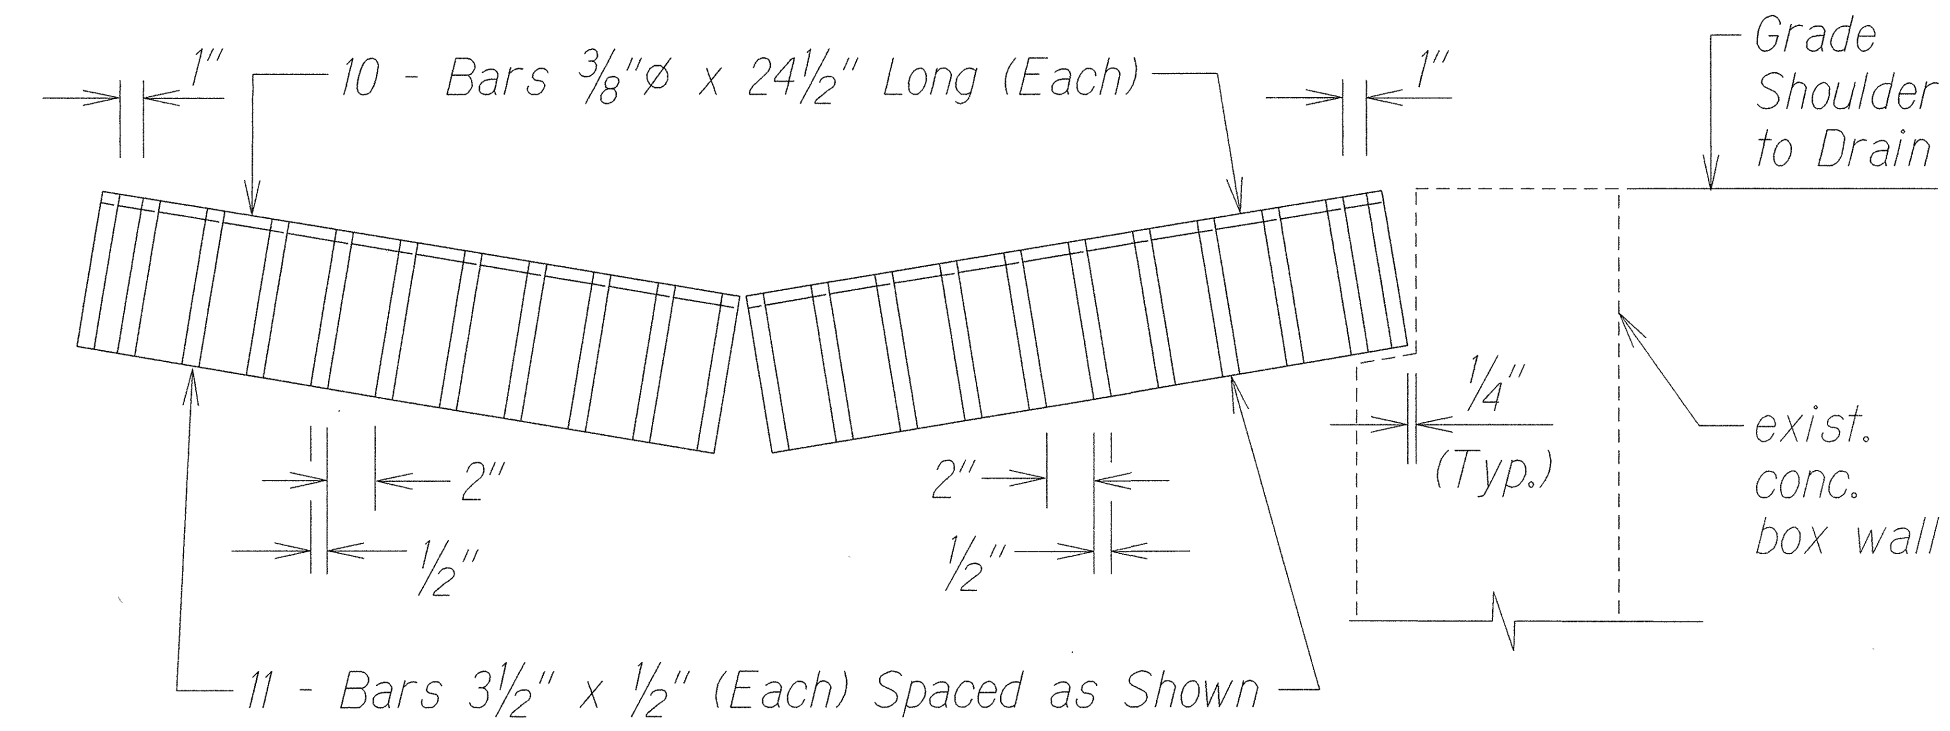 1"
10 - Bars 3/8"ø x 24 1/2" Long (Each)
1"
Grade
Shoulder
to Drain
1/4"
(Typ.)
exist.
conc.
box wall
2"
2"
1/2"
1/2"
11 - Bars 3 1/2" x 1/2" (Each) Spaced as Shown